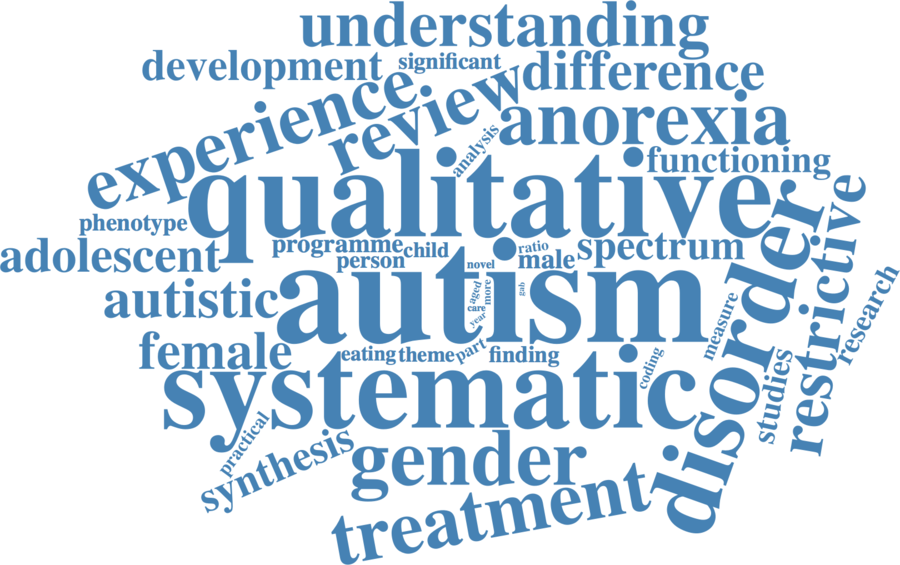 understanding
development
significant
difference
experience
review
anorexia
analysis
functioning
qualitative
phenotype
programme
child
ratio
spectrum
adolescent
person
novel
male
disorder
restrictive
autistic
autism
aged
more
gab
care
year
measure
research
female
eating
theme
part
finding
coding
systematic
studies
practical
synthesis
gender
treatment